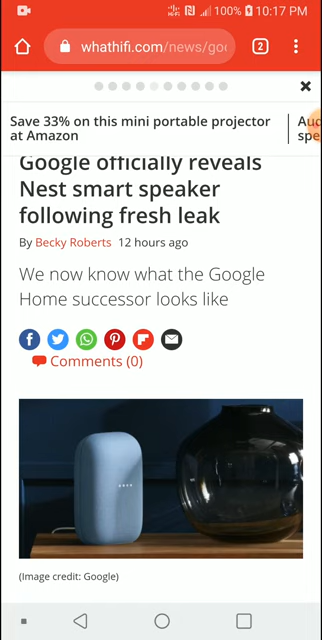 100% 10:17 PM
whathifi.com/news/goo
2
Save 33% on this mini portable projector
at Amazon
Google officially reveals
Nest smart speaker
following fresh leak
By Becky Roberts 12 hours ago
We now know what the Google
Home successor looks like
Comments (0)
(Image credit: Google)